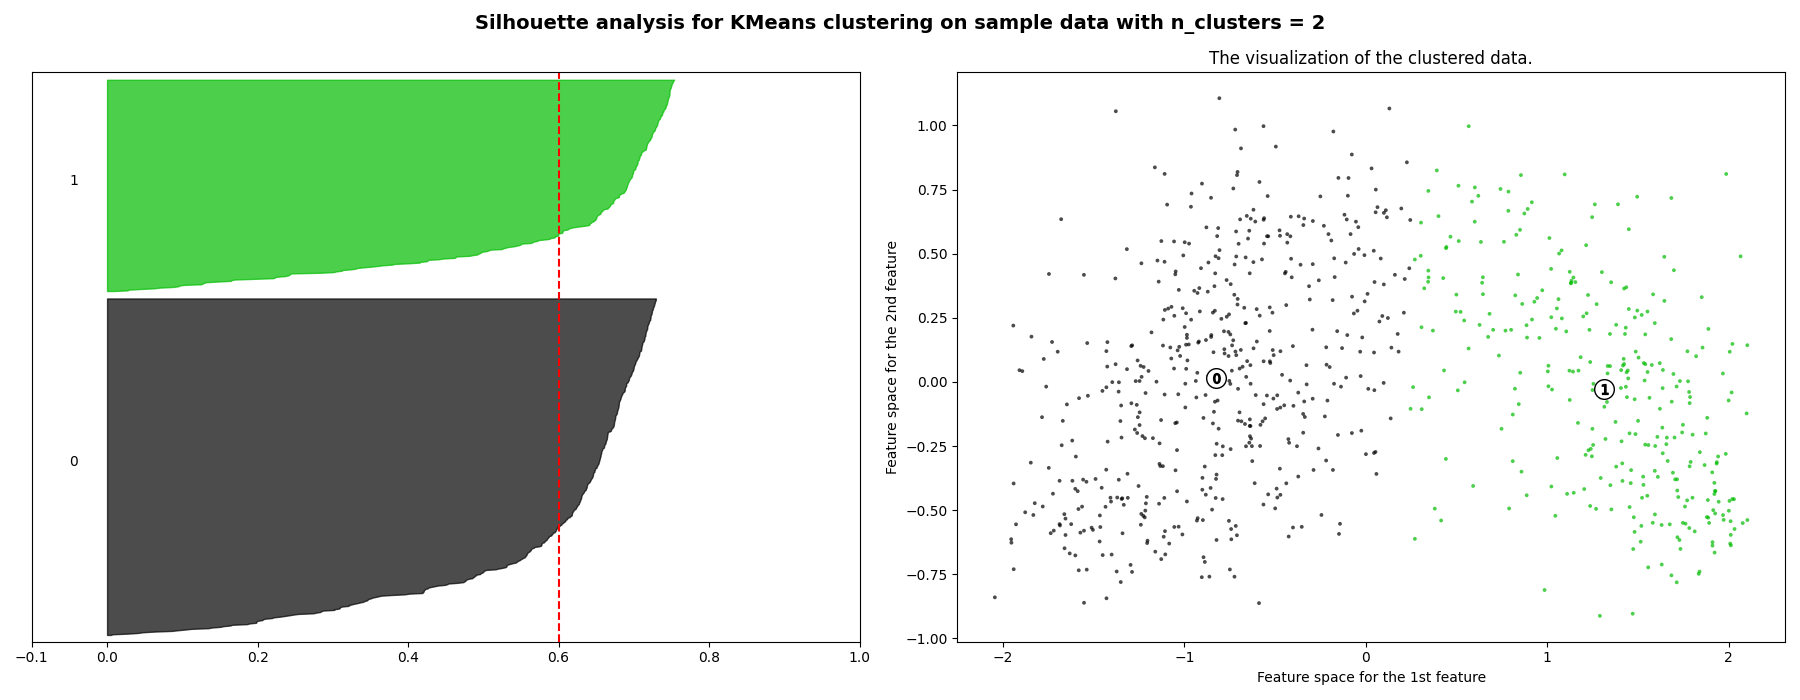 Silhouette analysis for KMeans clustering on sample data with n_clusters = 2
1
0
−0.1 0.0 0.2 0.4 0.6 0.8 1.0
The visualization of the clustered data.
Feature space for the 2nd feature
1.00
0.75
0.50
0.25
0.00
−0.25
−0.50
−0.75
−1.00
0
1
−2 −1 0 1 2
Feature space for the 1st feature